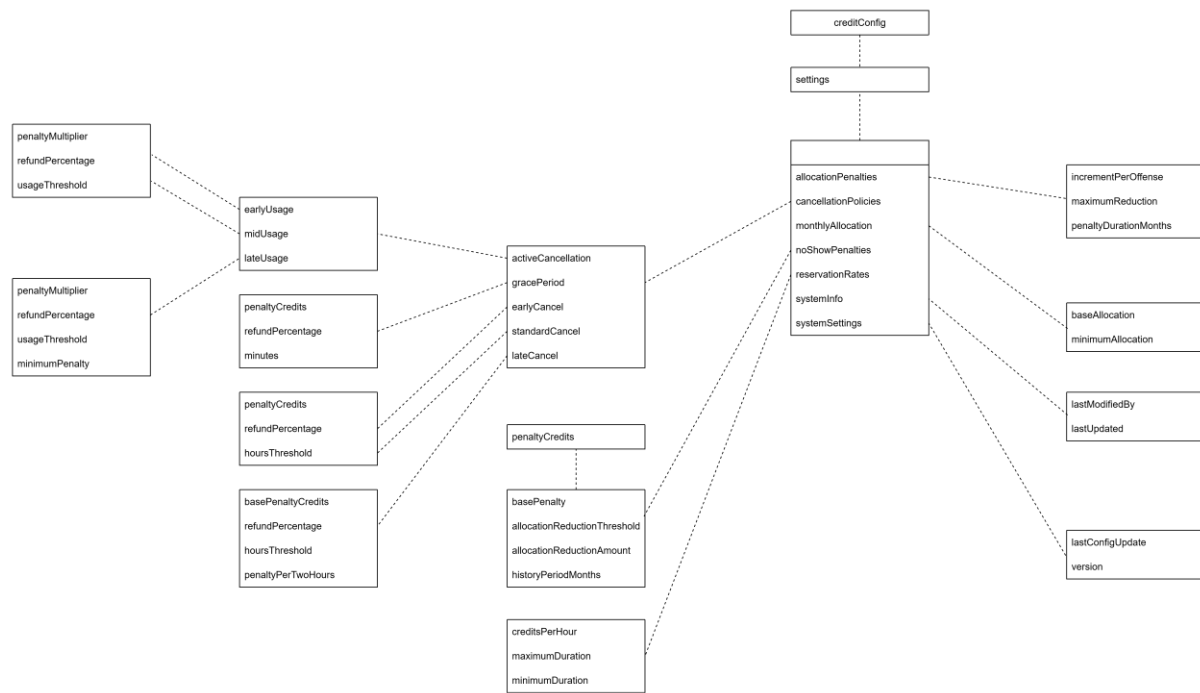 creditConfig
settings
allocationPenalties
cancellationPolicies
monthlyAllocation
noShowPenalties
reservationRates
systemInfo
systemSettings
penaltyMultiplier
refundPercentage
usageThreshold
penaltyMultiplier
refundPercentage
usageThreshold
minimumPenalty
earlyUsage
midUsage
lateUsage
penaltyCredits
refundPercentage
minutes
penaltyCredits
refundPercentage
hoursThreshold
basePenaltyCredits
refundPercentage
hoursThreshold
penaltyPerTwoHours
activeCancellation
gracePeriod
earlyCancel
standardCancel
lateCancel
penaltyCredits
basePenalty
allocationReductionThreshold
allocationReductionAmount
historyPeriodMonths
creditsPerHour
maximumDuration
minimumDuration
incrementPerOffense
maximumReduction
penaltyDurationMonths
baseAllocation
minimumAllocation
lastModifiedBy
lastUpdated
lastConfigUpdate
version